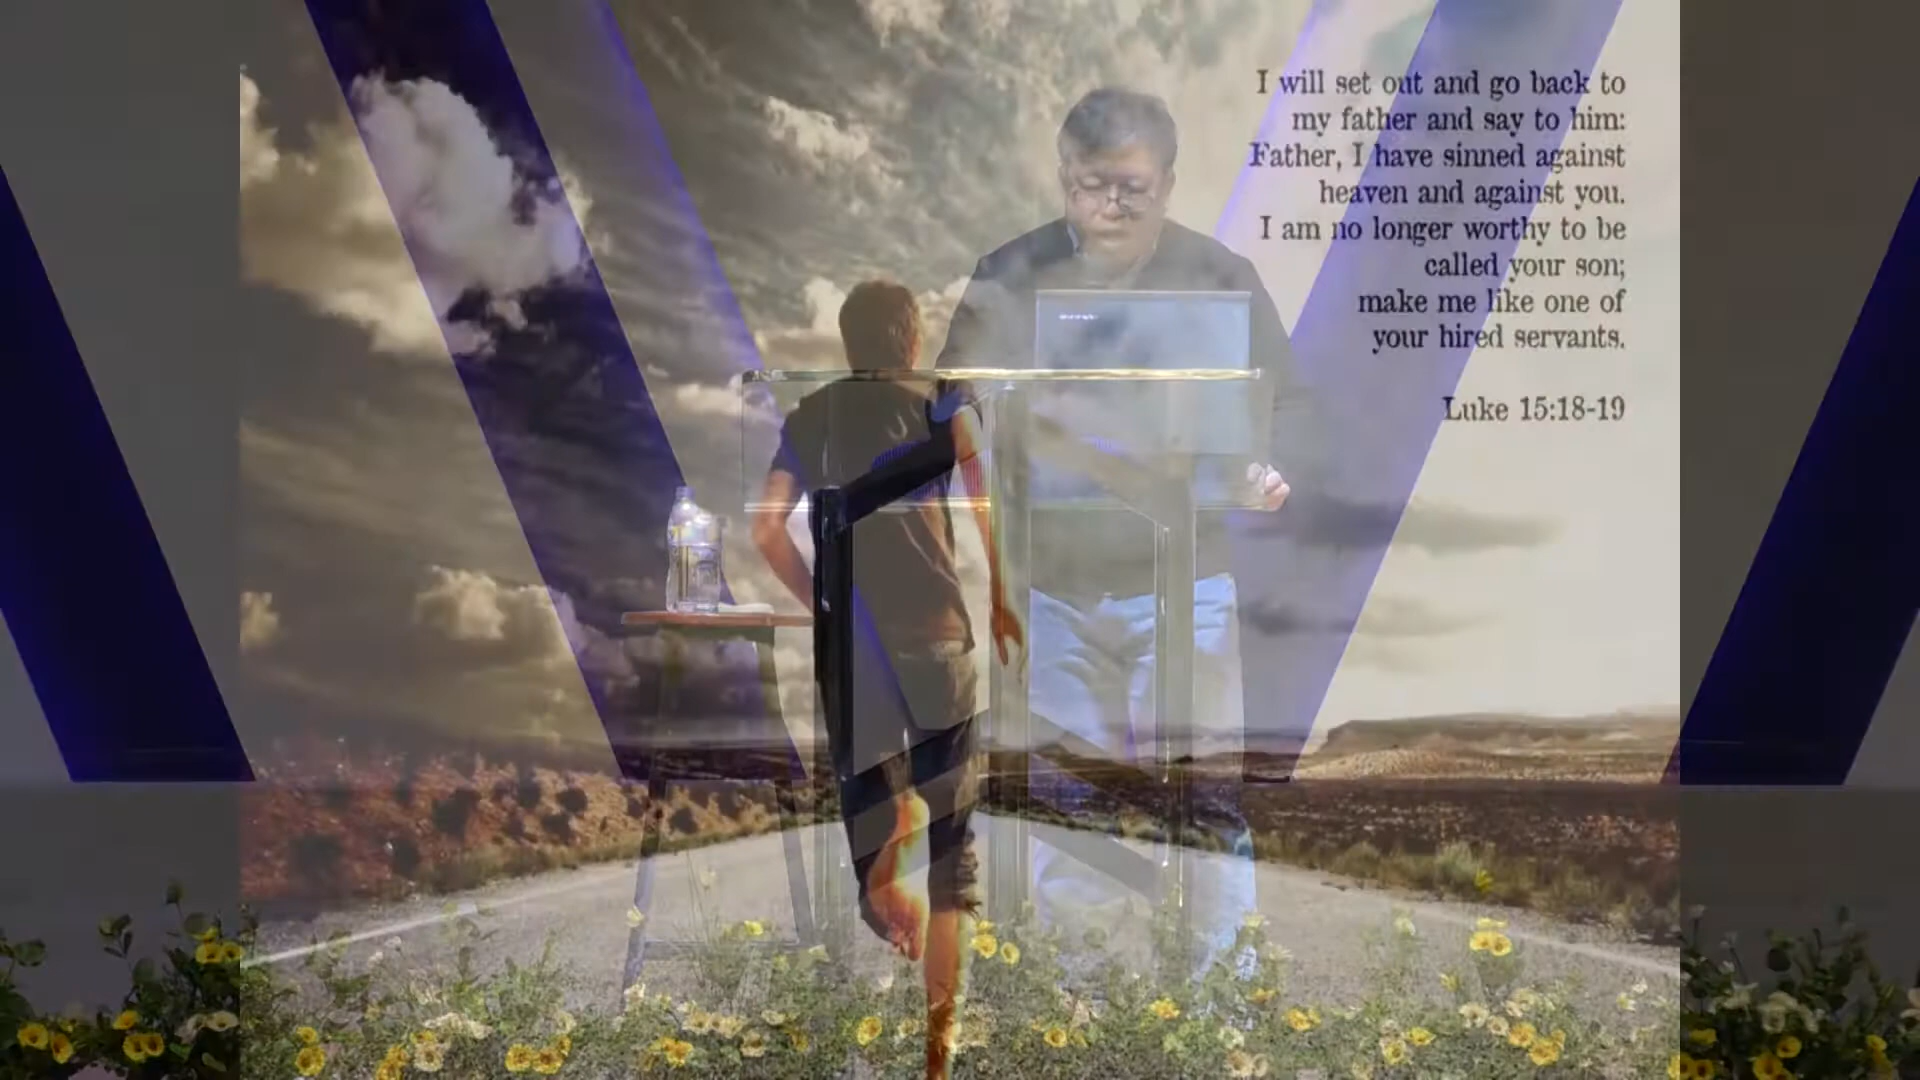 I will set out and go back to
my father and say to him:
Father, I have sinned against
heaven and against you.
I am no longer worthy to be
called your son;
make me like one of
your hired servants.
Luke 15:18-19